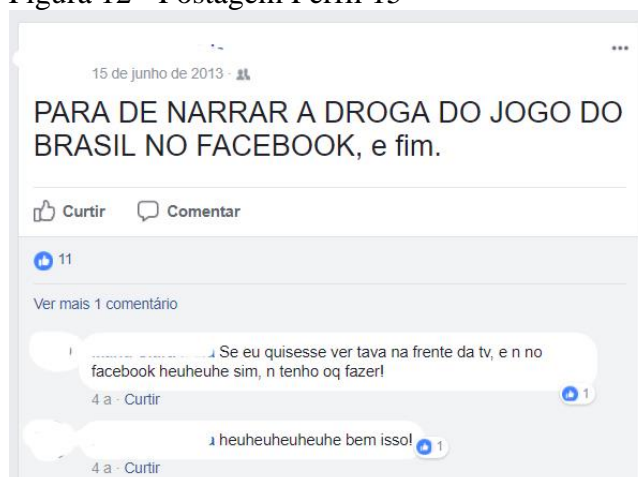 Figura 12 - Postagem Perfil 13
15 de junho de 2013 ·
PARA DE NARRAR A DROGA DO JOGO DO
BRASIL NO FACEBOOK, e fim.
Curtir Comentar
11
Ver mais 1 comentário
Se eu quisesse ver tava na frente da tv, e n no
facebook heuheuhe sim, n tenho oq fazer!
1
4 a · Curtir
heuheuheuheuhe bem isso! 1
4 a · Curtir